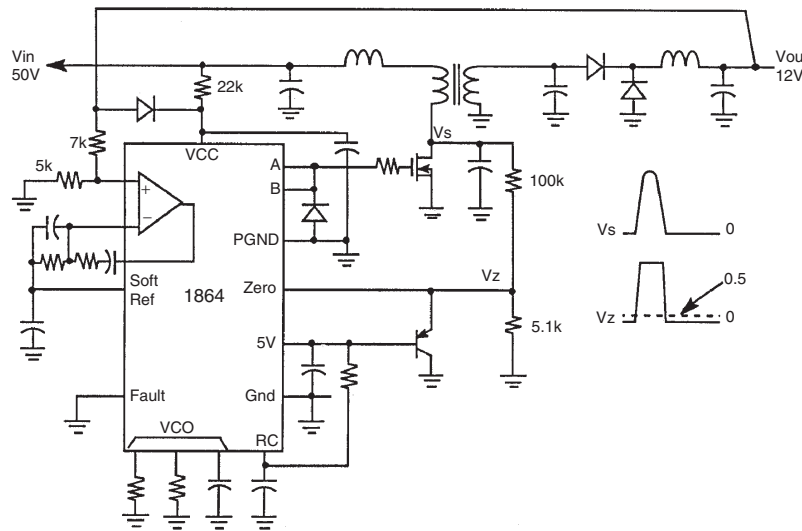 Vin
50V
22k
Vout
12V
7k
5k
VCC
Vs
A
B
100k
+
−
PGND
Vs
0
Soft
Ref
1864
Zero
Vz
0.5
5V
5.1k
Vz
0
Fault
Gnd
VCO
RC